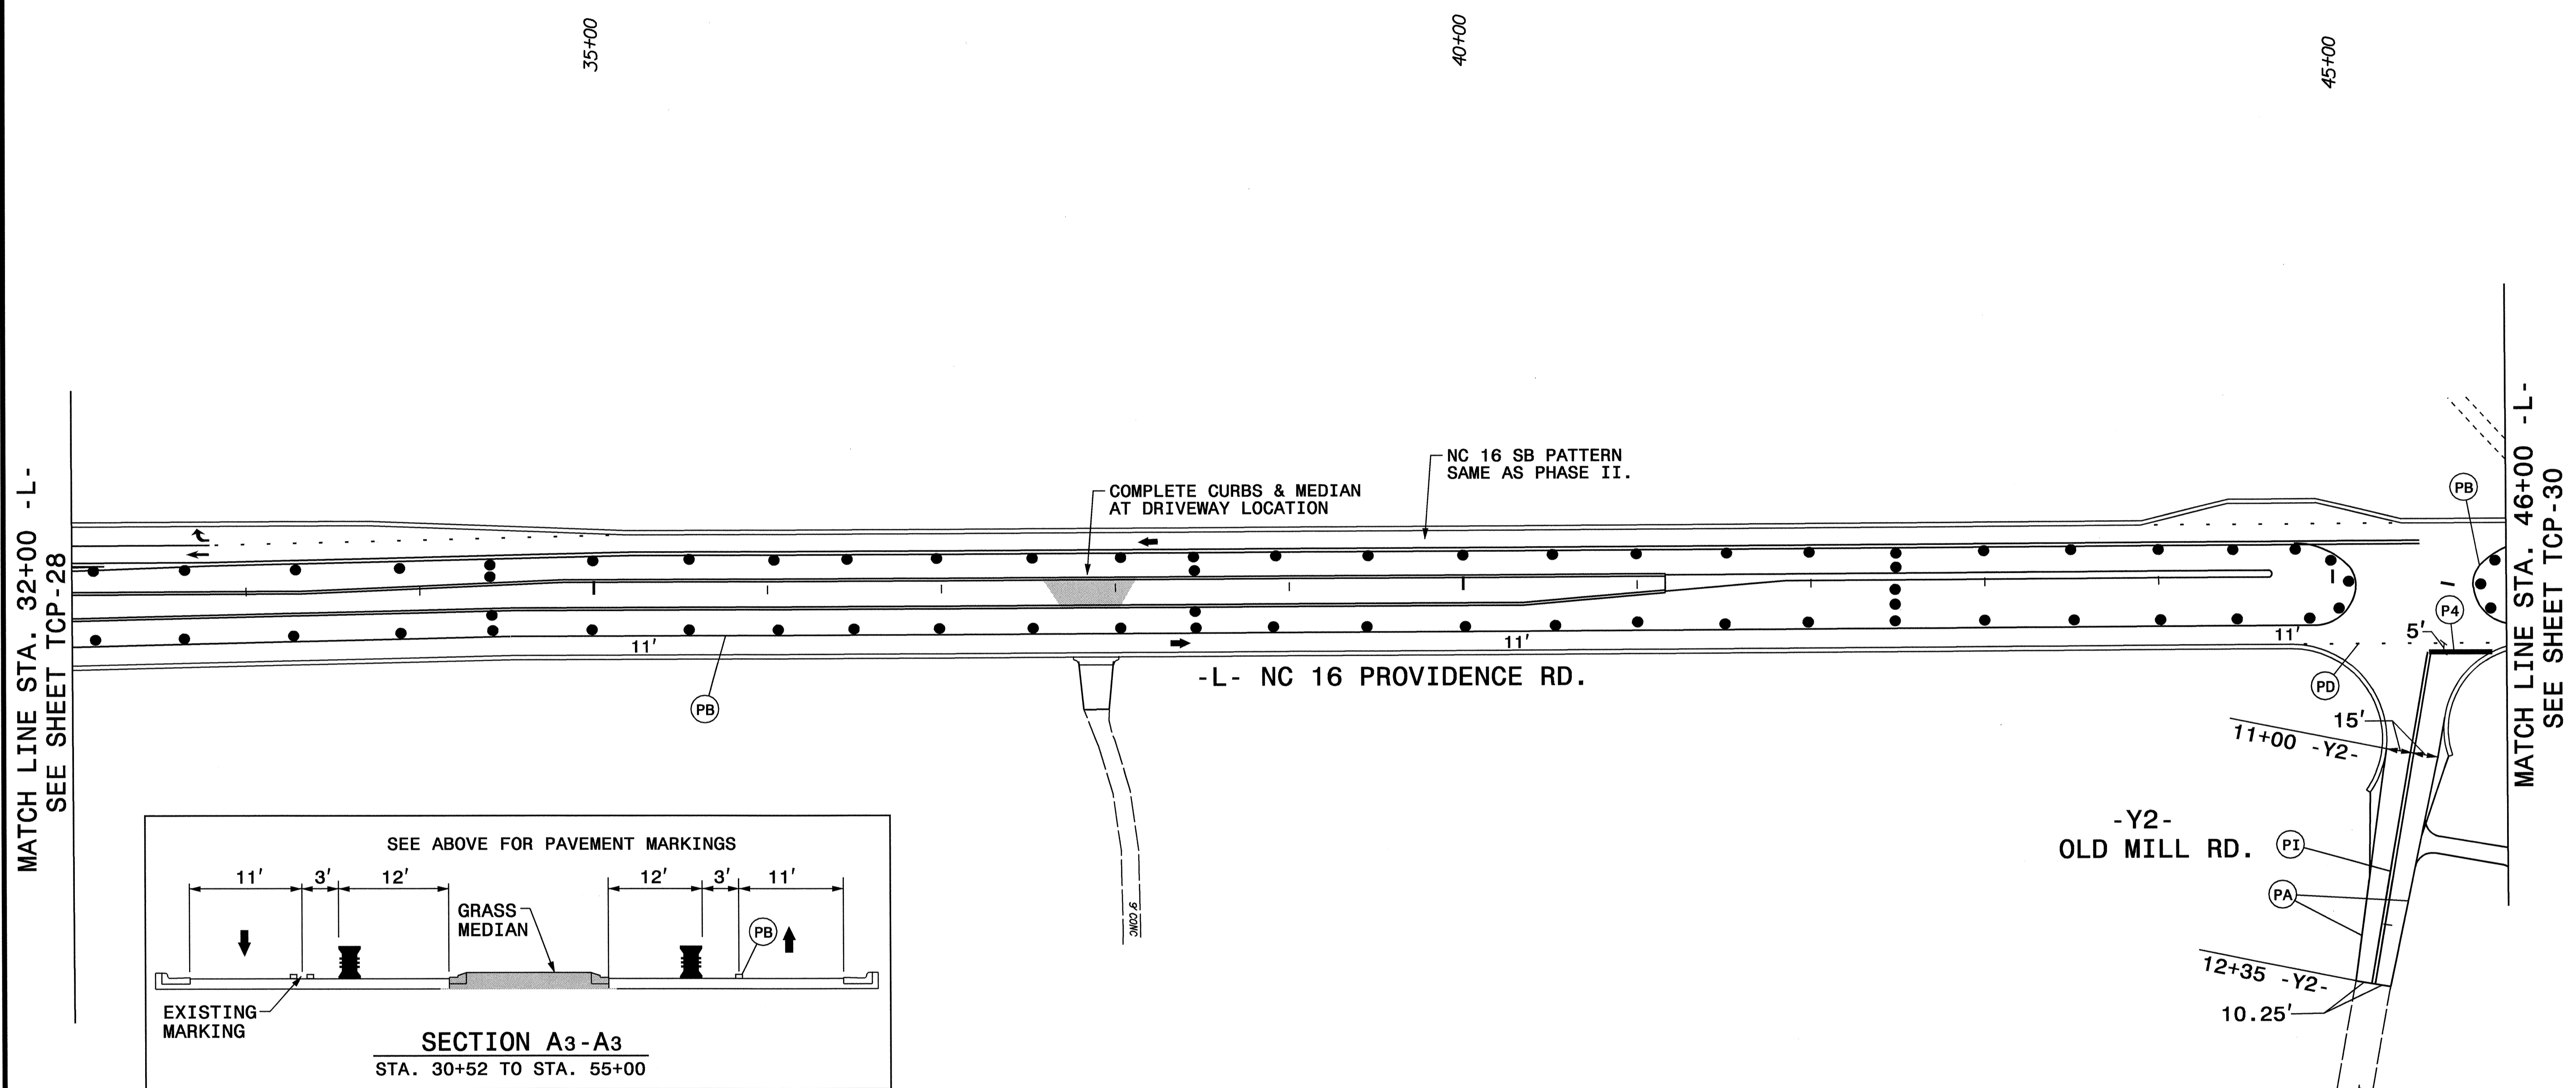 35+00
40+00
45+00
MATCH LINE STA. 32+00 -L-
SEE SHEET TCP-28
NC 16 SB PATTERN
SAME AS PHASE II.
COMPLETE CURBS & MEDIAN
AT DRIVEWAY LOCATION
PB
MATCH LINE STA. 46+00 -L-
SEE SHEET TCP-30
P4
5'
11'
11'
11'
-L- NC 16 PROVIDENCE RD.
PB
PD
15'
11+00 -Y2-
-Y2-
OLD MILL RD.
PI
PA
12+35 -Y2-
10.25'
9' CONC
SEE ABOVE FOR PAVEMENT MARKINGS
11' 3' 12' 12' 3' 11'
GRASS
MEDIAN
PB
EXISTING
MARKING
SECTION A3-A3
STA. 30+52 TO STA. 55+00